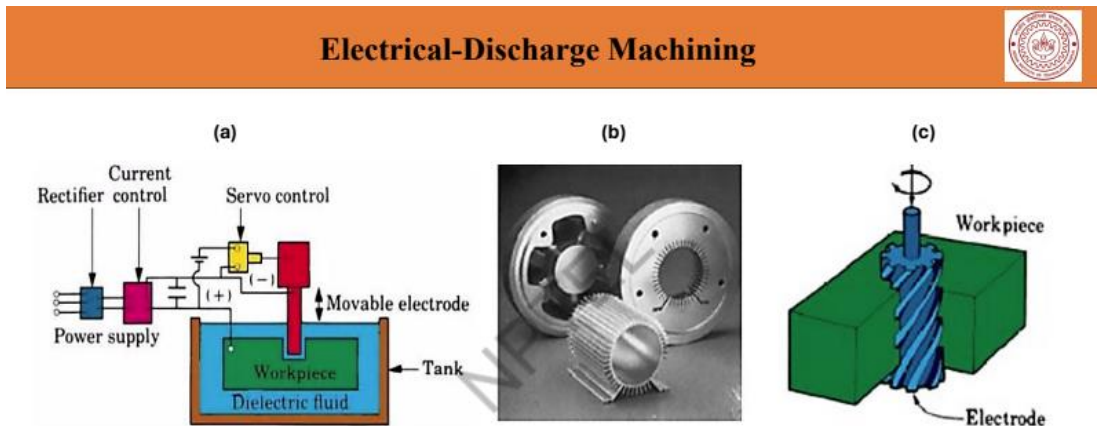 Electrical-Discharge Machining
(a)
(b)
(c)
Current
Rectifier control
Servo control
(−)
(+)
Movable electrode
Power supply
Workpiece
Tank
Dielectric fluid
Workpiece
Electrode